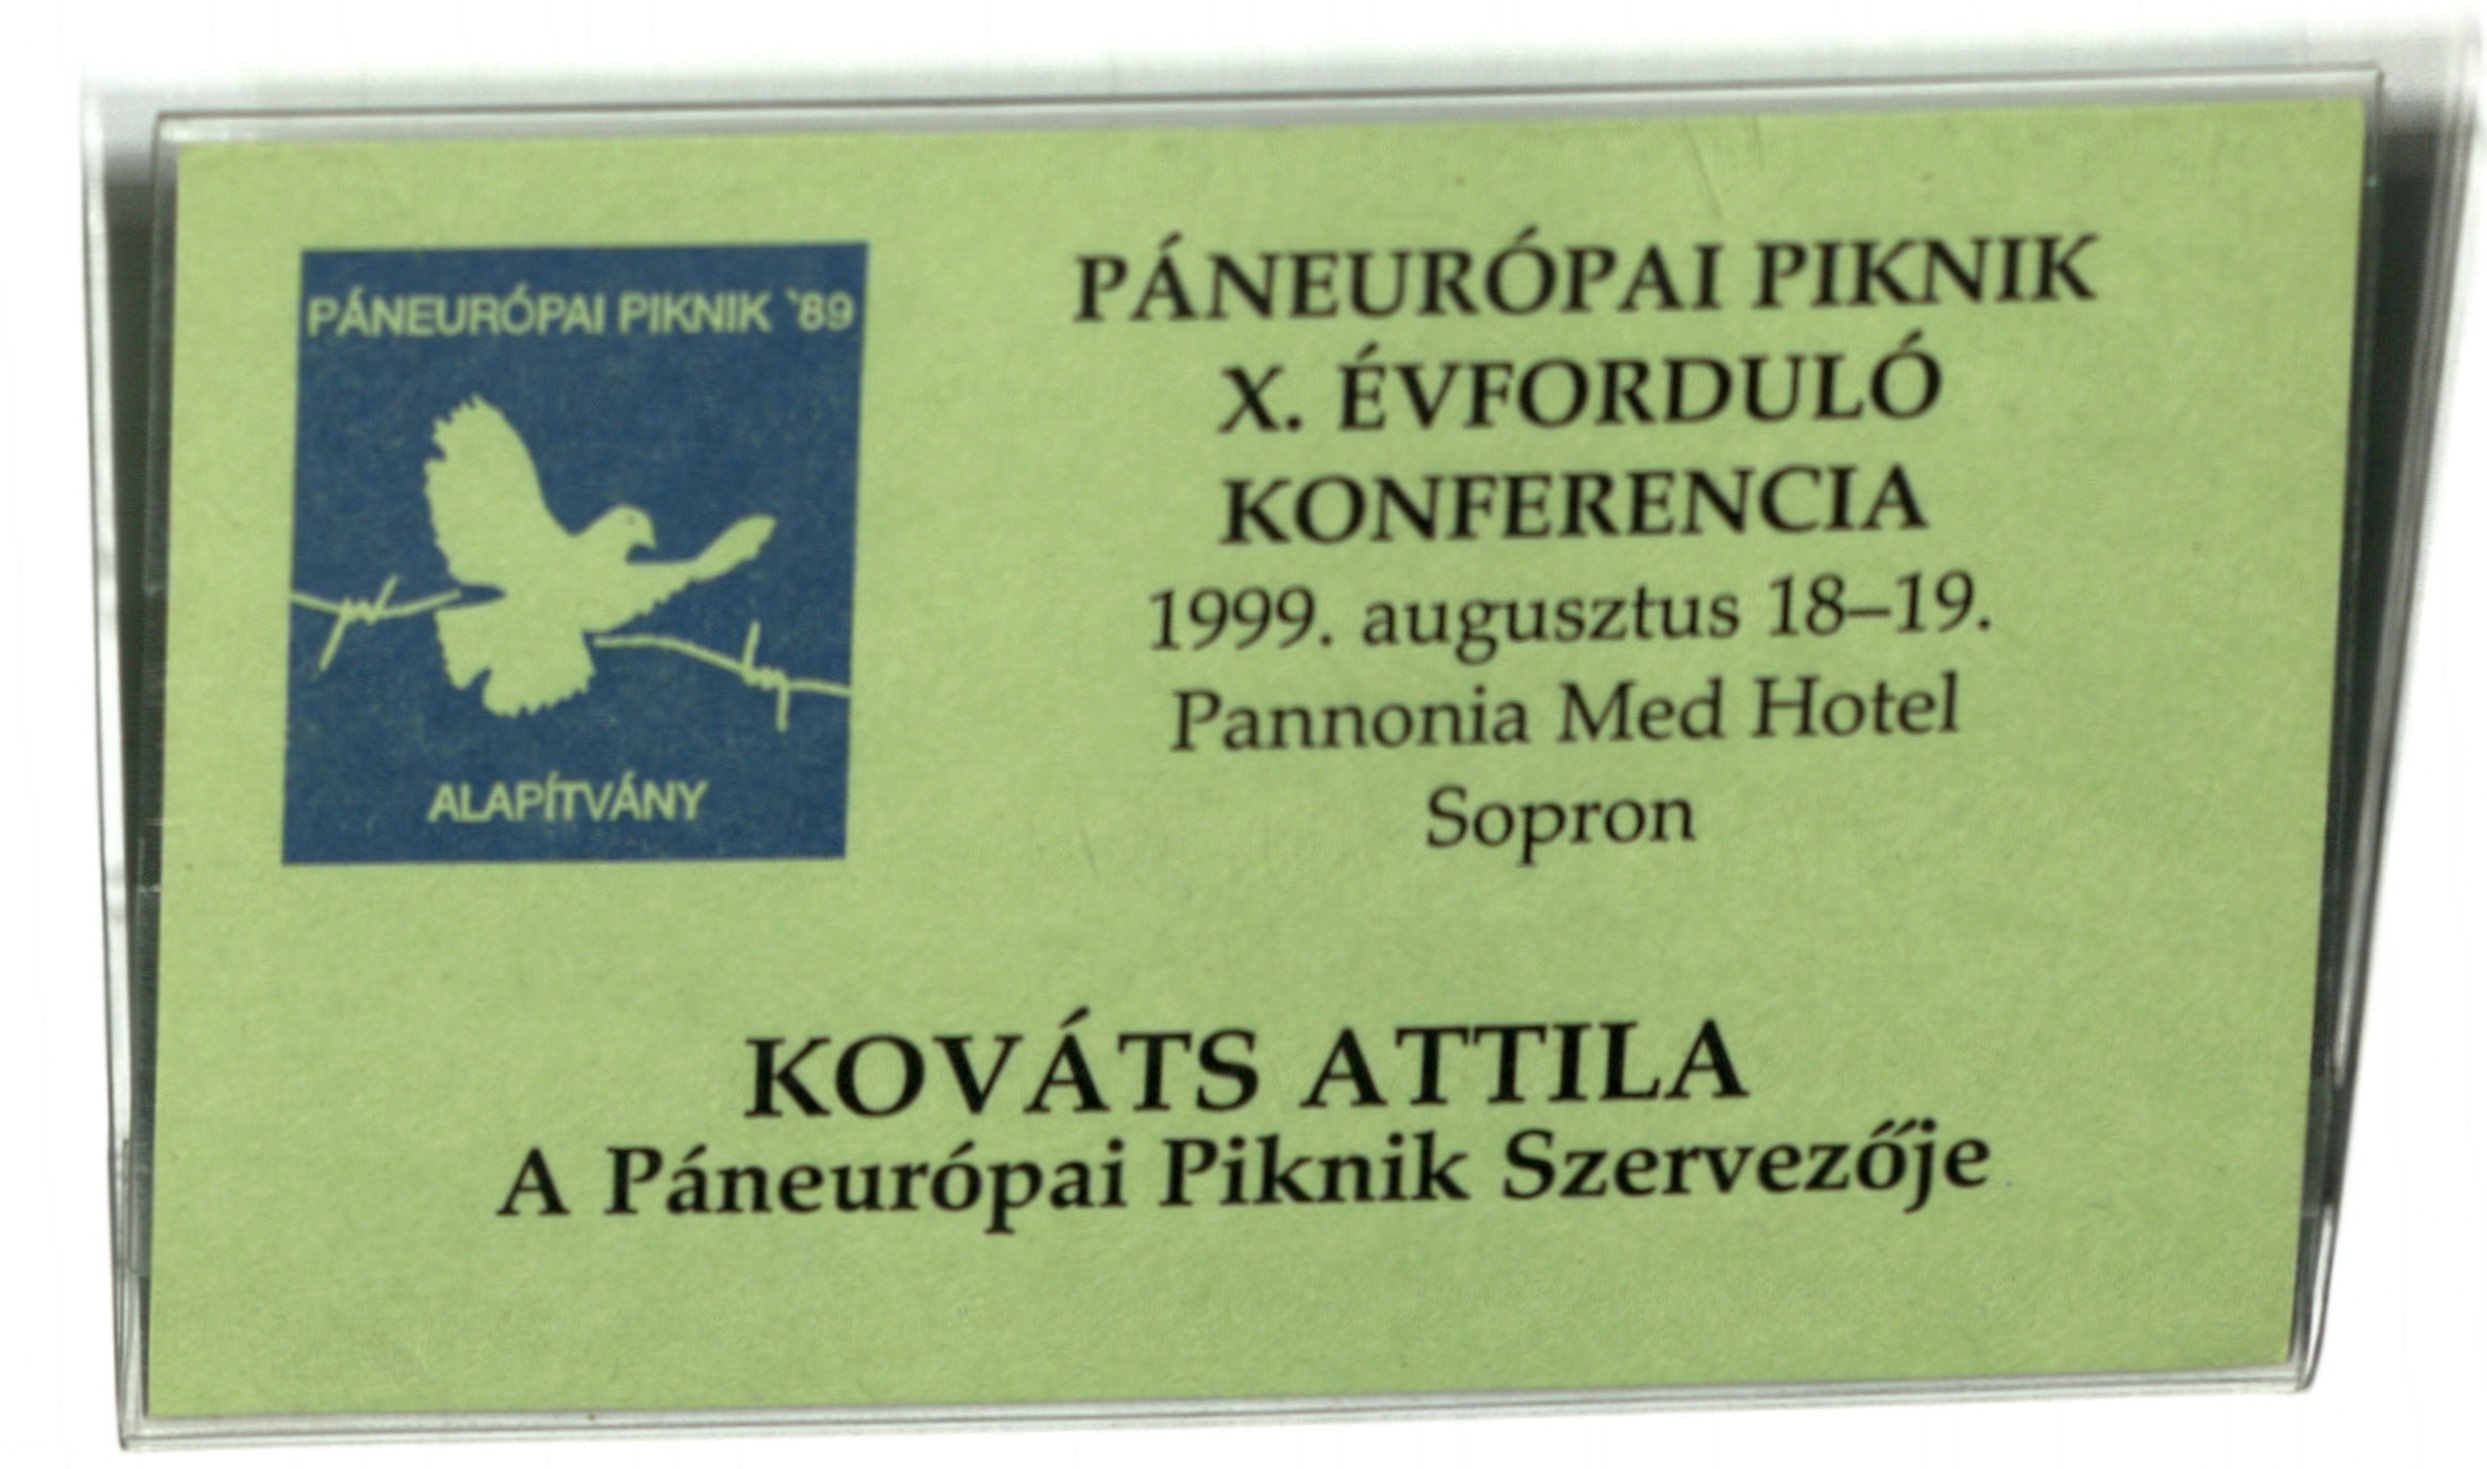 PÁNEURÓPAI PIKNIK `89
ALAPÍTVÁNY
PÁNEURÓPAI PIKNIK
X. ÉVFORDULÓ
KONFERENCIA
1999. augusztus 18–19.
Pannonia Med Hotel
Sopron
KOVÁTS ATTILA
A Páneurópai Piknik Szervezője